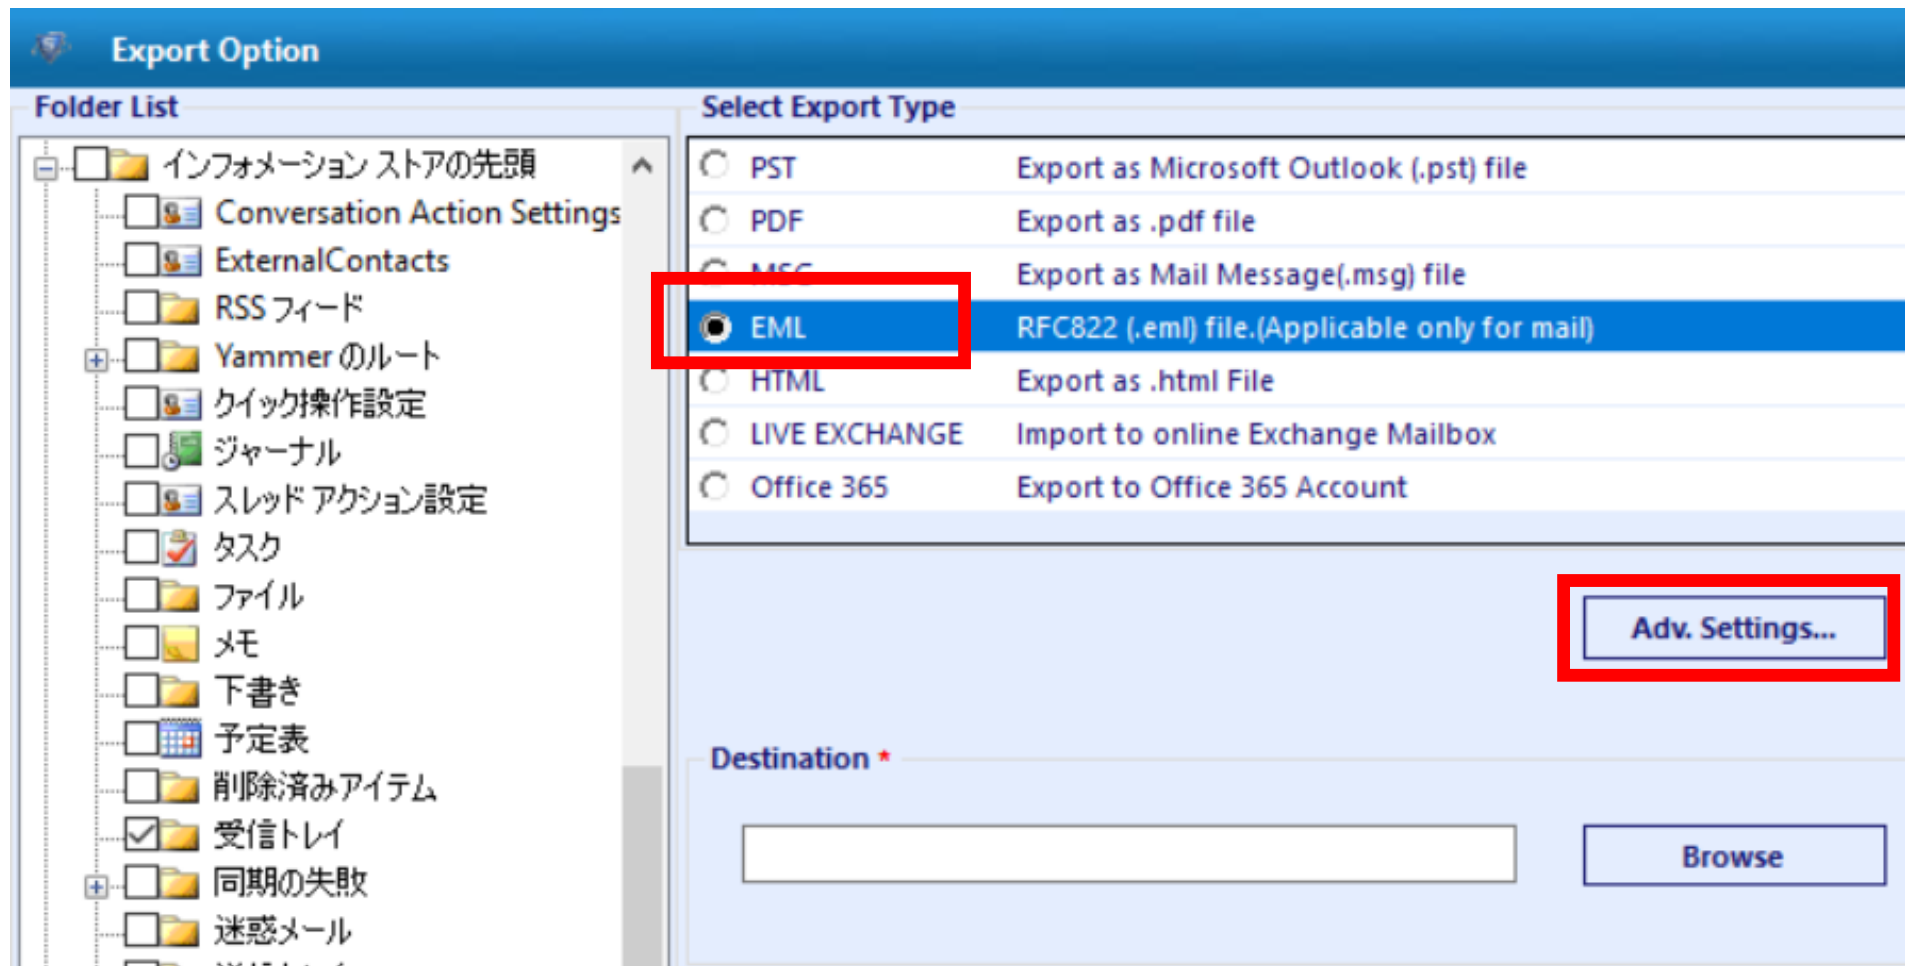 Export Option
Folder List
インフォメーション ストアの先頭
Conversation Action Settings
ExternalContacts
RSS フィード
Yammer のルート
クイック操作設定
ジャーナル
スレッド アクション設定
タスク
ファイル
メモ
下書き
予定表
削除済みアイテム
受信トレイ
同期の失敗
迷惑メール
Select Export Type
PST Export as Microsoft Outlook (.pst) file
PDF Export as .pdf file
MSG Export as Mail Message(.msg) file
EML RFC822 (.eml) file.(Applicable only for mail)
HTML Export as .html File
LIVE EXCHANGE Import to online Exchange Mailbox
Office 365 Export to Office 365 Account
Adv. Settings...
Destination *
Browse